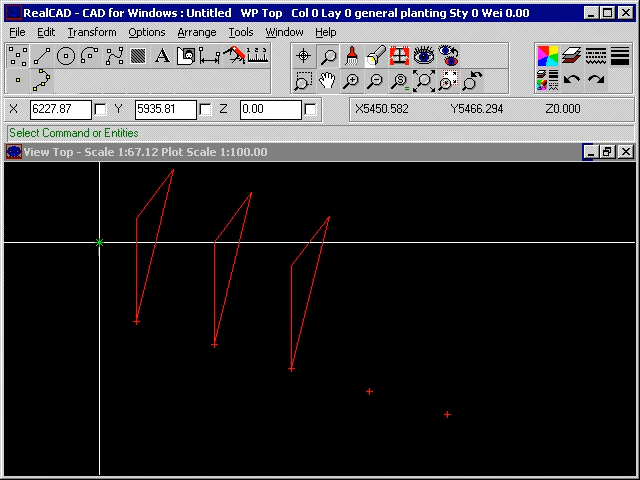 RealCAD - CAD for Windows : Untitled WP Top Col 0 Lay 0 general planting Sty 0 Wei 0.00
File Edit Transform Options Arrange Tools Window Help
A
X 6227.87 Y 5935.81 Z 0.00 X5450.582 Y5466.294 Z0.000
Select Command or Entities
View Top - Scale 1:67.12 Plot Scale 1:100.00